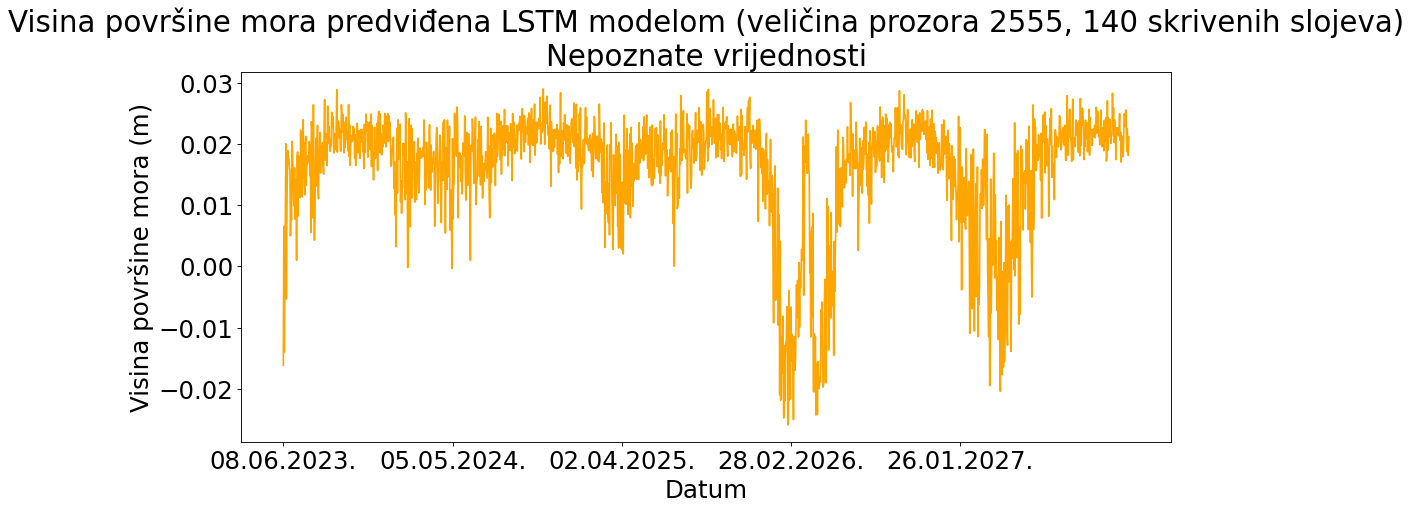 Visina površine mora predviđena LSTM modelom (veličina prozora 2555, 140 skrivenih slojeva)
Nepoznate vrijednosti
Visina površine mora (m)
0.03
0.02
0.01
0.00
−0.01
−0.02
08.06.2023. 05.05.2024. 02.04.2025. 28.02.2026. 26.01.2027.
Datum